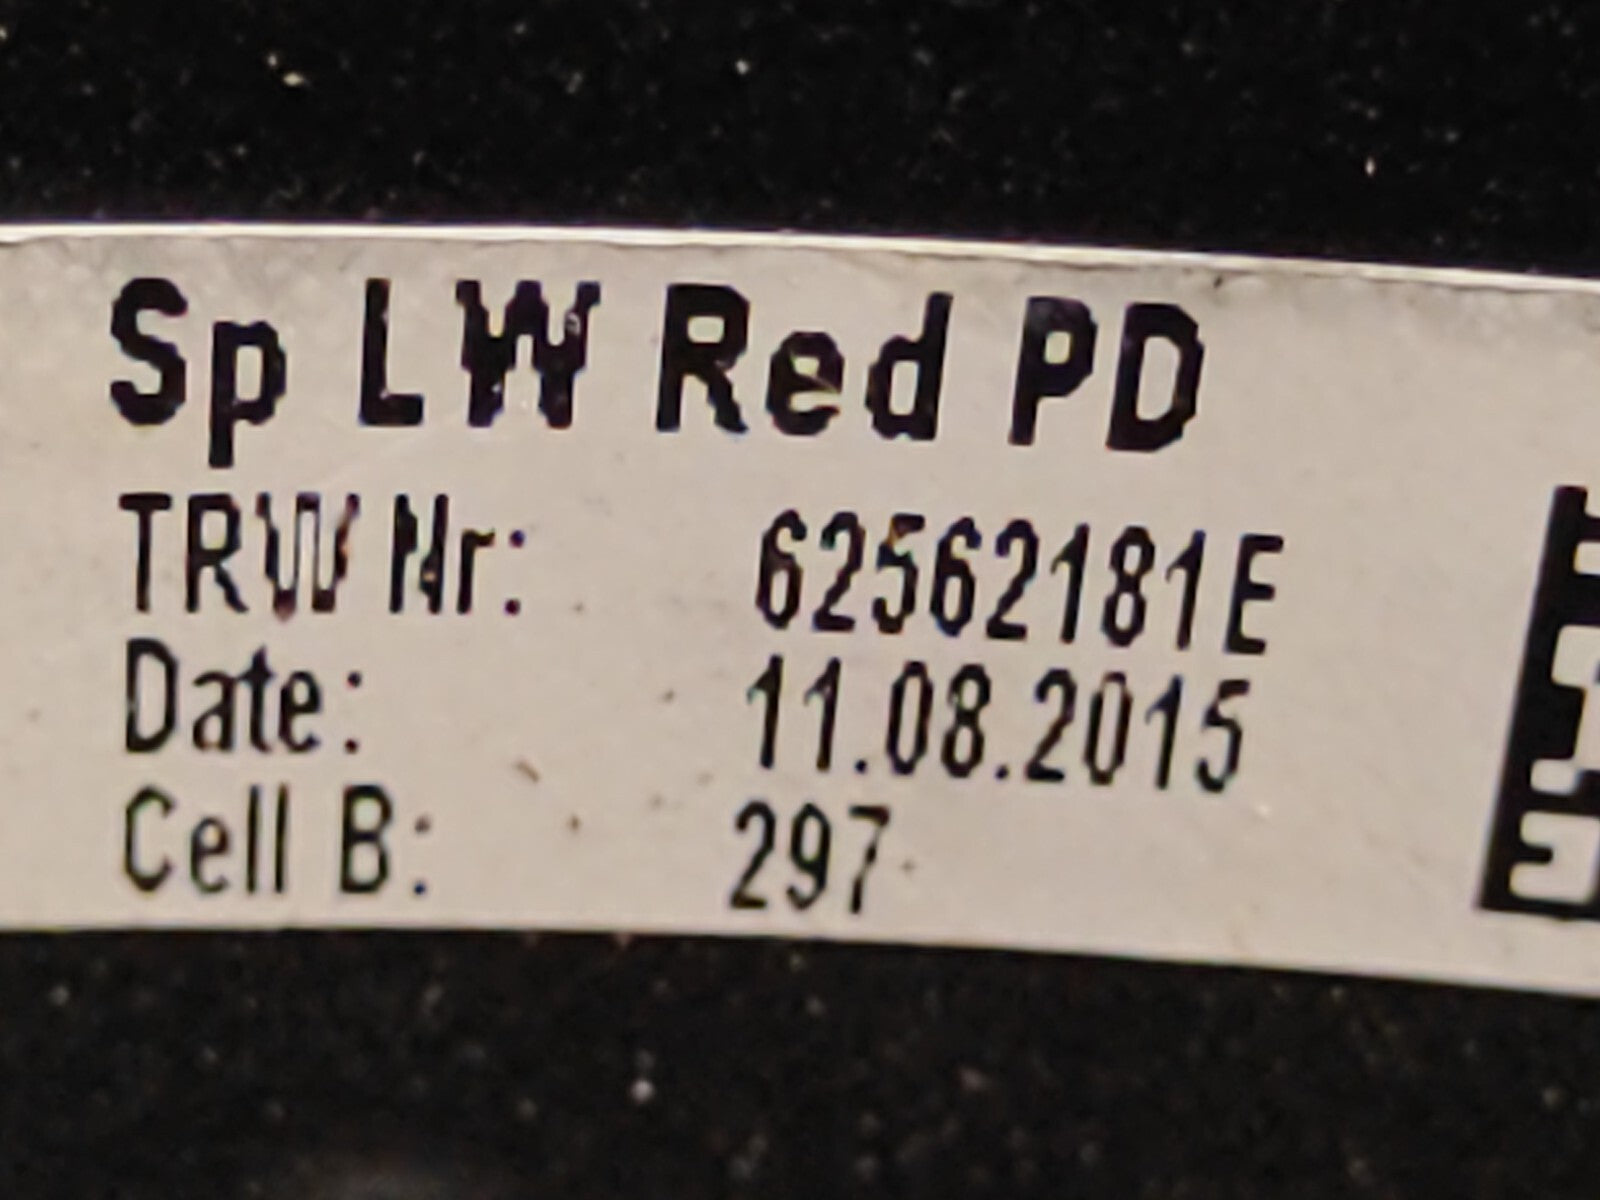 Sp LW Red PD
TRW Nr: 62562181E
Date: 11.08.2015
Cell B: 297